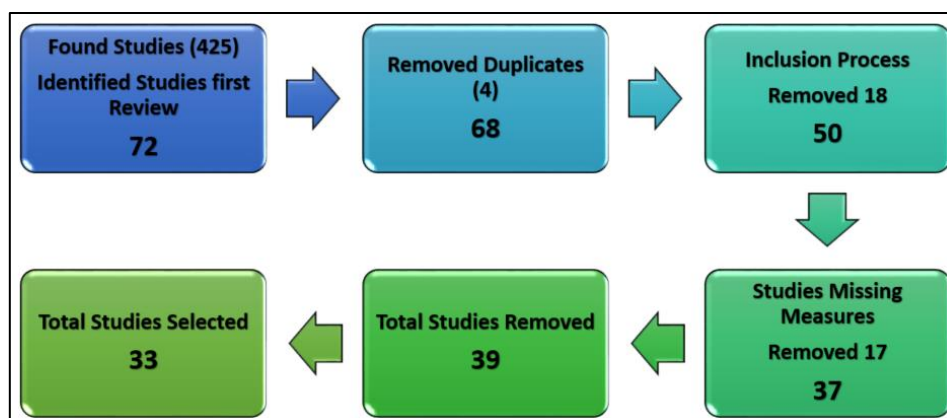 Found Studies (425)
Identified Studies first
Review
72
Removed Duplicates
(4)
68
Inclusion Process
Removed 18
50
Studies Missing
Measures
Removed 17
37
Total Studies Removed
39
Total Studies Selected
33